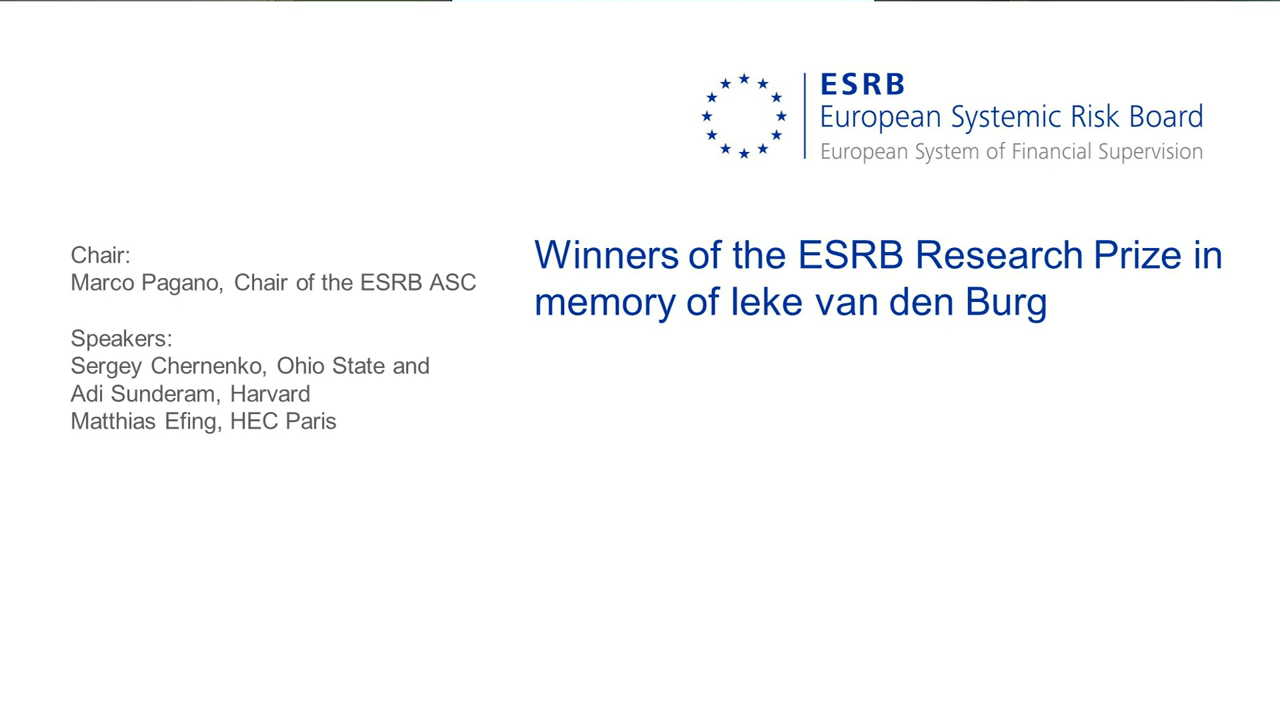 ESRB
European Systemic Risk Board
European System of Financial Supervision
Chair:
Marco Pagano, Chair of the ESRB ASC
Speakers:
Sergey Chernenko, Ohio State and
Adi Sunderam, Harvard
Matthias Efing, HEC Paris
Winners of the ESRB Research Prize in
memory of Ieke van den Burg